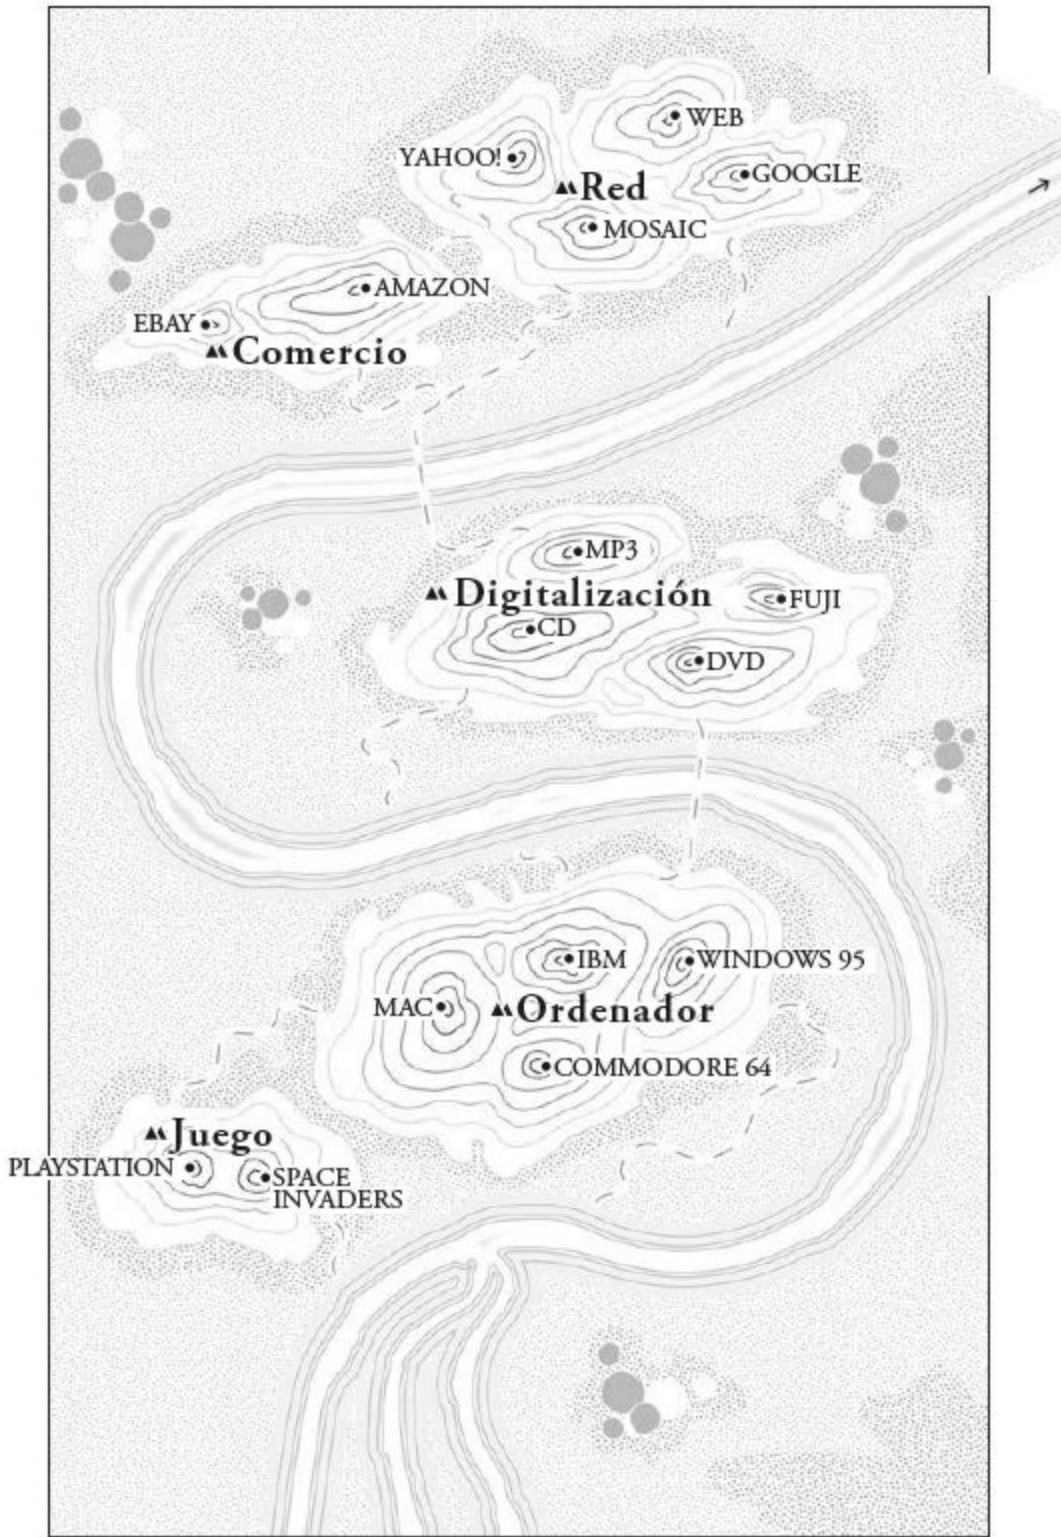 WEB
YAHOO!
GOOGLE
Red
MOSAIC
AMAZON
EBAY
Comercio
MP3
Digitalización
FUJI
CD
DVD
IBM
WINDOWS 95
MAC
Ordenador
COMMODORE 64
Juego
PLAYSTATION
SPACE
INVADERS